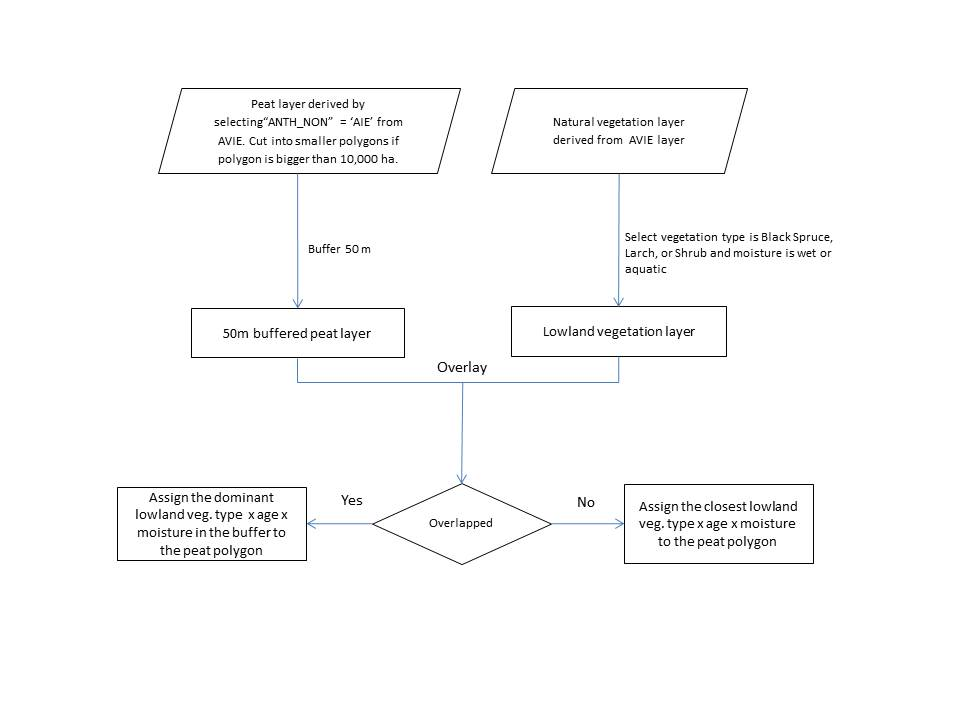 Peat layer derived by
selecting“ANTH_NON” = ‘AIE’ from
AVIE. Cut into smaller polygons if
polygon is bigger than 10,000 ha.
Natural vegetation layer
derived from AVIE layer
Buffer 50 m
Select vegetation type is Black Spruce,
Larch, or Shrub and moisture is wet or
aquatic
50m buffered peat layer
Lowland vegetation layer
Overlay
Yes
No
Overlapped
Assign the dominant
lowland veg. type x age x
moisture in the buffer to
the peat polygon
Assign the closest lowland
veg. type x age x moisture
to the peat polygon